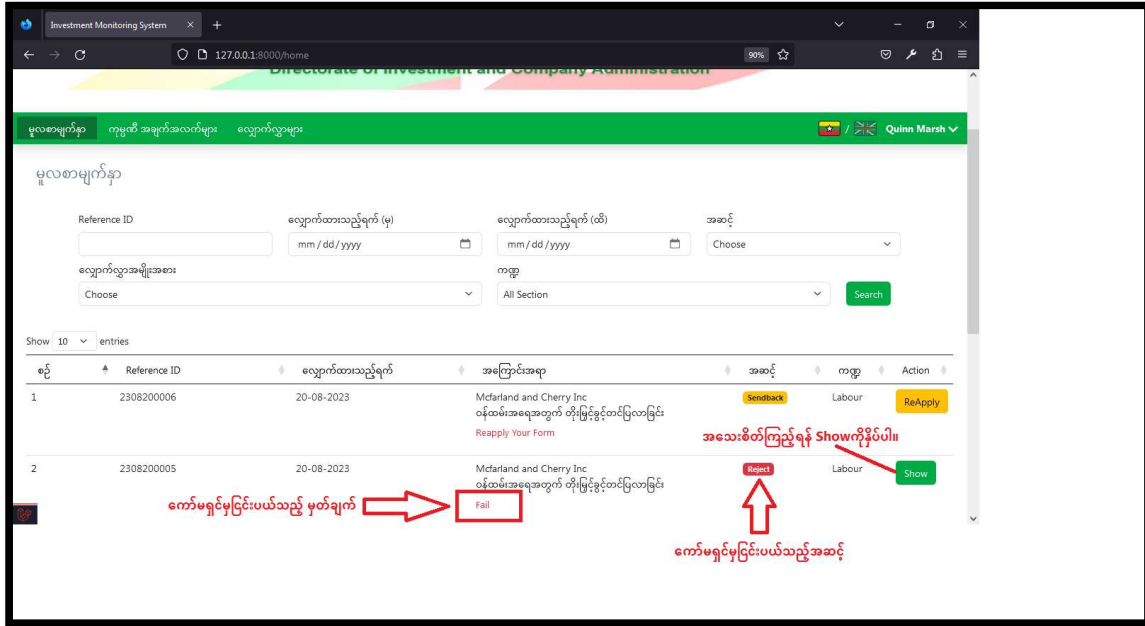 Investment Monitoring System
127.0.0.1:8000/home
90%
Directorate of Investment and Company Administration
မူလစာမျက်နှာ ကုမ္ပဏီ အချက်အလက်များ လျှောက်လွှာများ / Quinn Marsh
မူလစာမျက်နှာ
Reference ID လျှောက်ထားသည့်ရက် (မှ) လျှောက်ထားသည့်ရက် (ထိ) အဆင့်
mm / dd / yyyy mm / dd / yyyy Choose
လျှောက်လွှာအမျိုးအစား ကဏ္ဍ
Choose All Section Search
Show 10 entries
စဉ် Reference ID လျှောက်ထားသည့်ရက် အကြောင်းအရာ အဆင့် ကဏ္ဍ Action
1 2308200006 20-08-2023 Mcfarland and Cherry Inc Sendback Labour ReApply
ဝန်ထမ်းအရေအတွက် တိုးမြှင့်ခွင့်တင်ပြလာခြင်း
Reapply Your Form
အသေးစိတ်ကြည့်ရန် Showကိုနှိပ်ပါ။
2 2308200005 20-08-2023 Mcfarland and Cherry Inc Reject Labour Show
ဝန်ထမ်းအရေအတွက် တိုးမြှင့်ခွင့်တင်ပြလာခြင်း
ကော်မရှင်မှငြင်းပယ်သည့် မှတ်ချက် Fail
ကော်မရှင်မှငြင်းပယ်သည့်အဆင့်